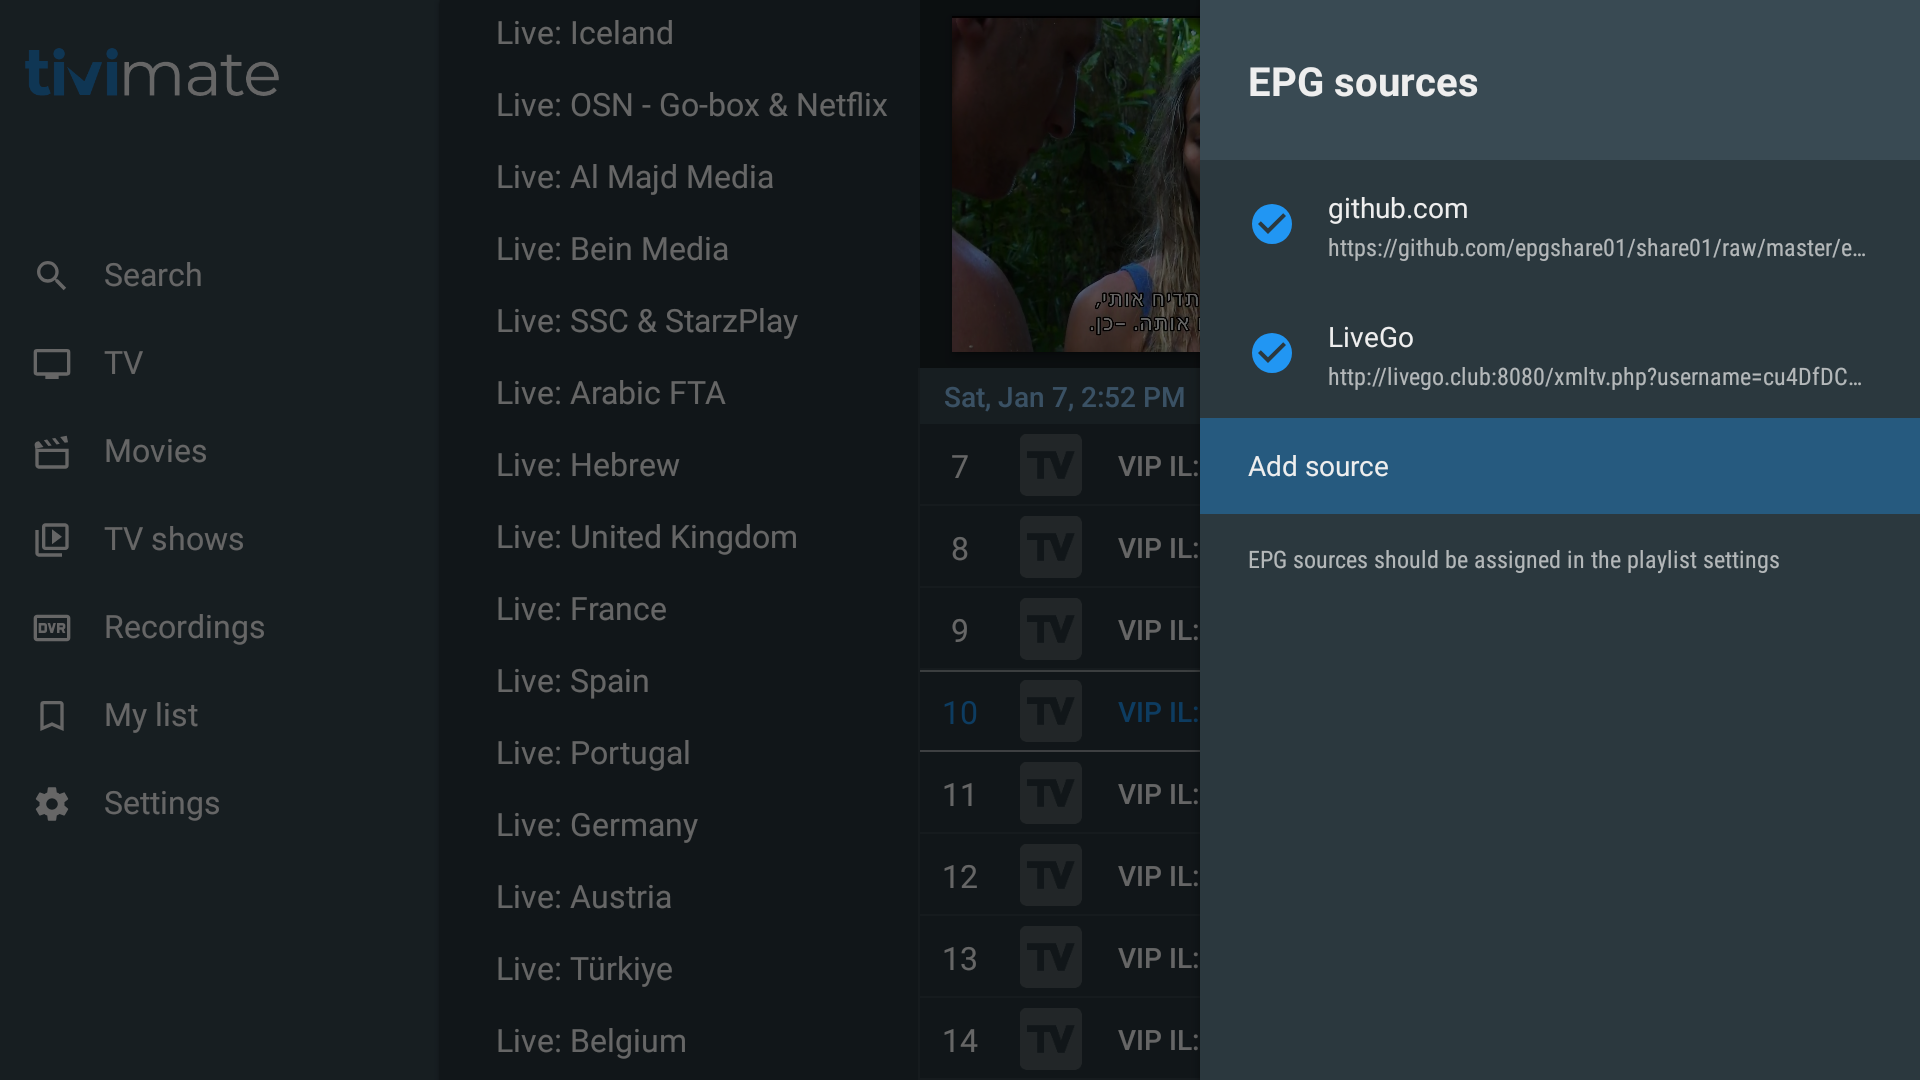 tivimate
Search
TV
Movies
TV shows
DVR
Recordings
My list
Settings
Live: Iceland
Live: OSN - Go-box & Netflix
Live: Al Majd Media
Live: Bein Media
Live: SSC & StarzPlay
Live: Arabic FTA
Live: Hebrew
Live: United Kingdom
Live: France
Live: Spain
Live: Portugal
Live: Germany
Live: Austria
Live: Türkiye
Live: Belgium
תדיח אותי,
אותה. –כן.
Sat, Jan 7, 2:52 PM
7 TV VIP IL:
8 TV VIP IL:
9 TV VIP IL:
10 TV VIP IL:
11 TV VIP IL:
12 TV VIP IL:
13 TV VIP IL:
14 TV VIP IL:
EPG sources
github.com
https://github.com/epgshare01/share01/raw/master/e...
LiveGo
http://livego.club:8080/xmltv.php?username=cu4DfDC...
Add source
EPG sources should be assigned in the playlist settings